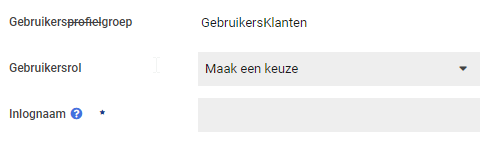 Gebruikersprofielgroep GebruikersKlanten
Gebruikersrol Maak een keuze
Inlognaam ? *